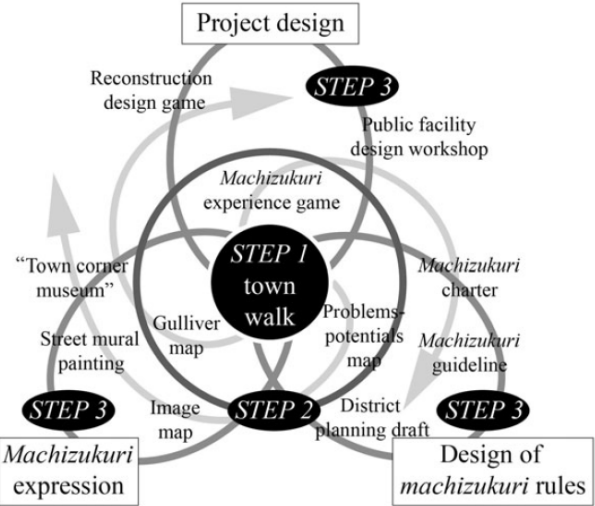 Project design
Reconstruction
design game
STEP 3
Public facility
design workshop
Machizukuri
experience game
STEP 1
town
walk
“Town corner
museum”
Machizukuri
charter
Gulliver
map
Problems-
potentials
map
Street mural
painting
Machizukuri
guideline
STEP 3
Image
map
STEP 2
District
planning draft
STEP 3
Machizukuri
expression
Design of
machizukuri rules